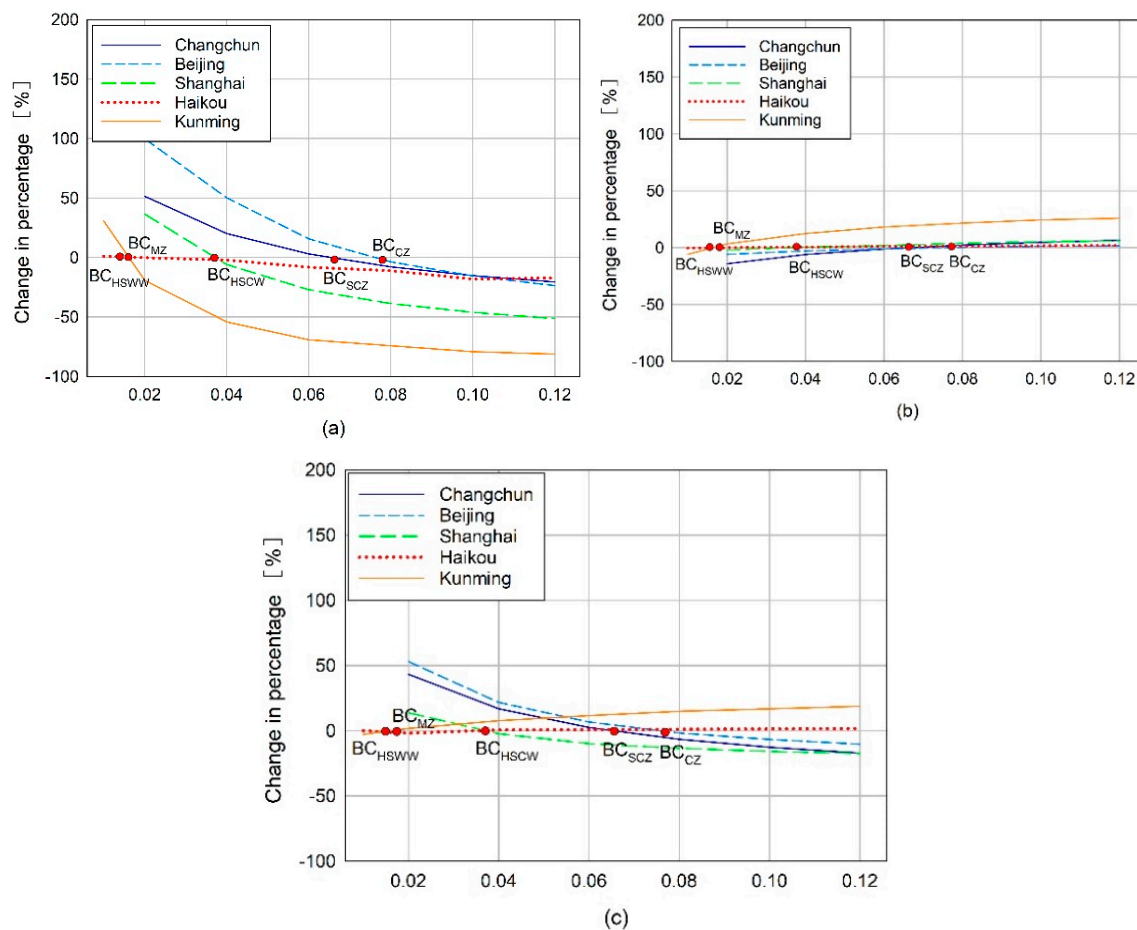 200
150
100
50
0
-50
-100
Change in percentage [%]
Changchun
Beijing
Shanghai
Haikou
Kunming
BC_HSWW
BC_MZ
BC_HSCW
BC_SCZ
BC_CZ
0.02 0.04 0.06 0.08 0.10 0.12
(a)
200
150
100
50
0
-50
-100
Change in percentage [%]
Changchun
Beijing
Shanghai
Haikou
Kunming
BC_MZ
BC_HSWW
BC_HSCW
BC_SCZ
BC_CZ
0.02 0.04 0.06 0.08 0.10 0.12
(b)
200
150
100
50
0
-50
-100
Change in percentage [%]
Changchun
Beijing
Shanghai
Haikou
Kunming
BC_MZ
BC_HSWW
BC_HSCW
BC_SCZ
BC_CZ
0.02 0.04 0.06 0.08 0.10 0.12
(c)